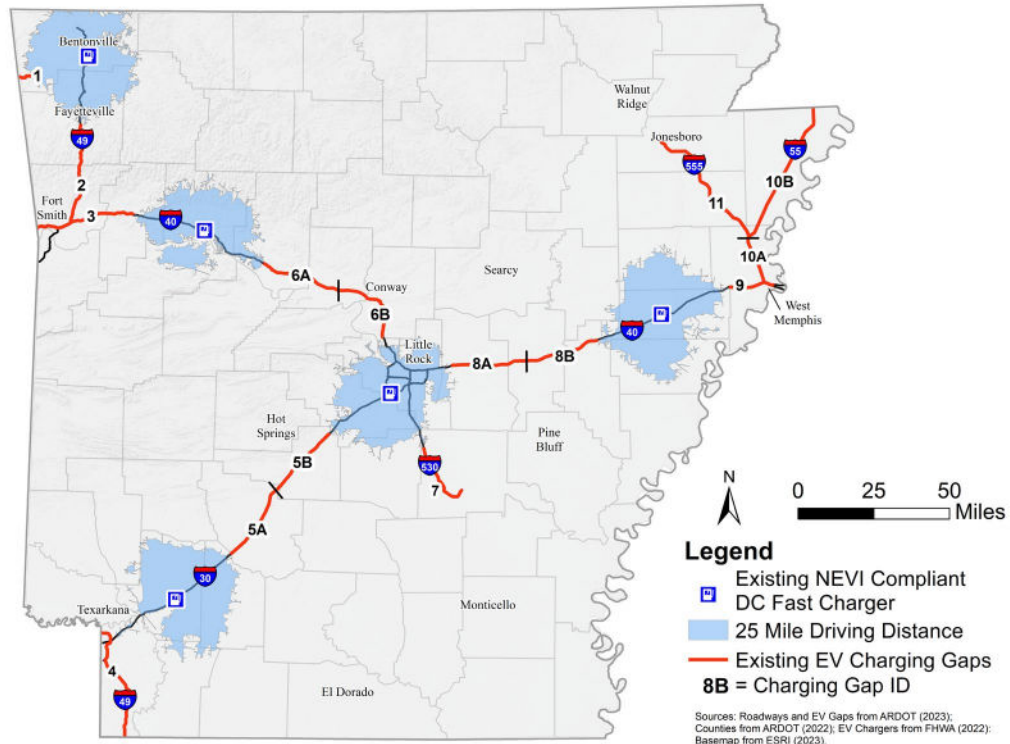 Bentonville
1
Fayetteville
49
2
Fort
Smith
3
40
6A
Conway
6B
Searcy
Walnut
Ridge
Jonesboro
555
55
10B
11
10A
9
West
Memphis
40
Little
Rock
8A
8B
Hot
Springs
5B
530
7
Pine
Bluff
5A
30
Texarkana
4
49
Monticello
El Dorado
N
0 25 50
Miles
Legend
Existing NEVI Compliant
DC Fast Charger
25 Mile Driving Distance
Existing EV Charging Gaps
8B = Charging Gap ID
Sources: Roadways and EV Gaps from ARDOT (2023);
Counties from ARDOT (2022); EV Chargers from FHWA (2022);
Basemap from ESRI (2023).